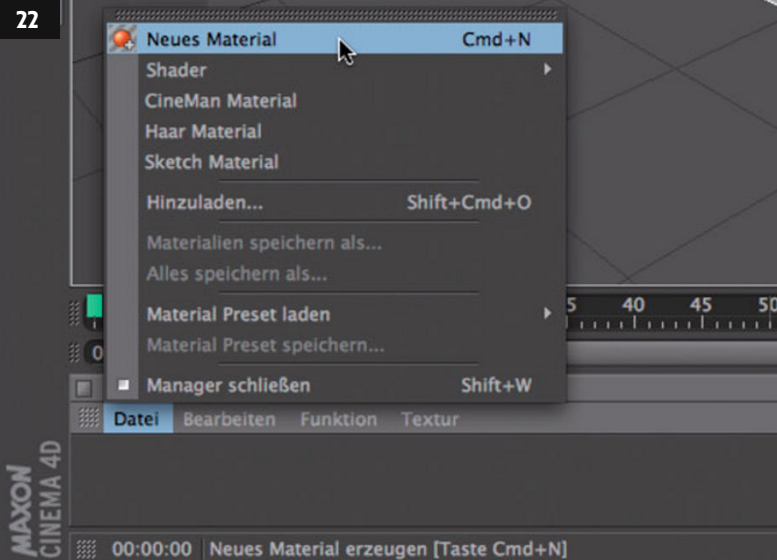 22
Neues Material Cmd+N
Shader
CineMan Material
Haar Material
Sketch Material
Hinzuladen... Shift+Cmd+O
Materialien speichern als...
Alles speichern als...
Material Preset laden
Material Preset speichern...
Manager schließen Shift+W
5 40 45 50
0
Datei Bearbeiten Funktion Textur
MAXON
CINEMA 4D
00:00:00 Neues Material erzeugen [Taste Cmd+N]